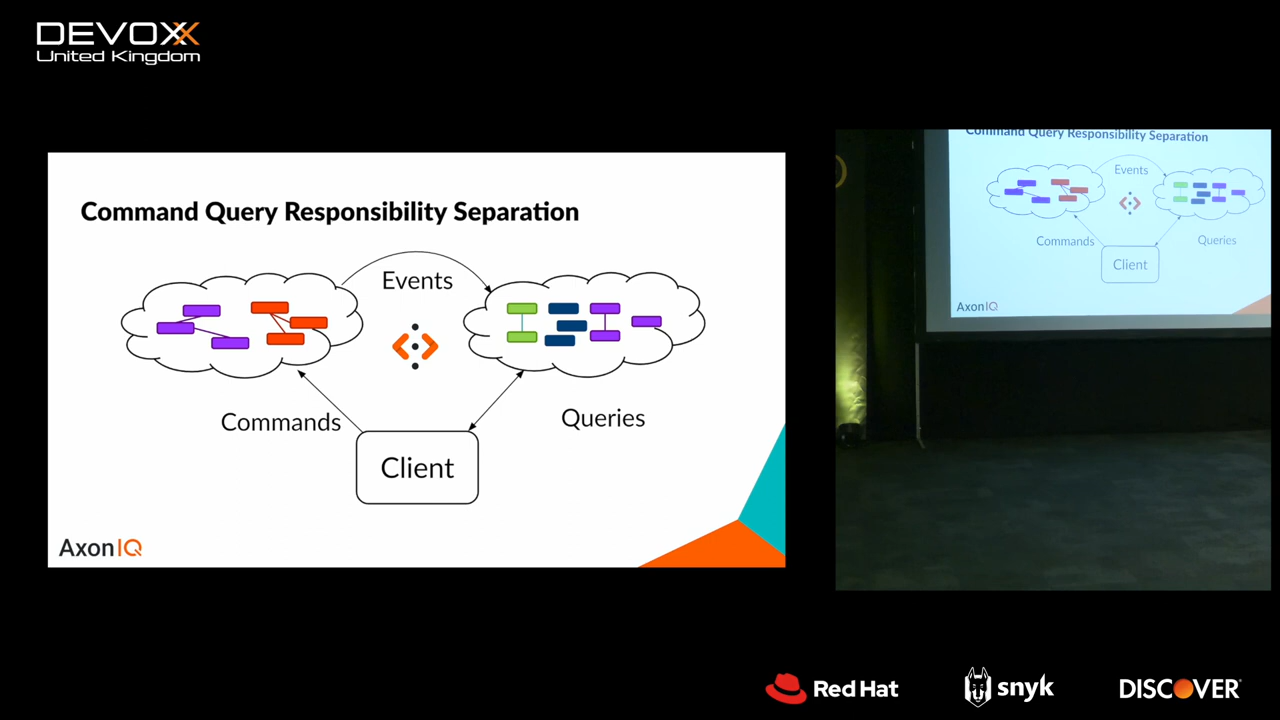 DEVOXX
United Kingdom
Command Query Responsibility Separation
Events
Commands
Queries
Client
AxonIQ
Command Query Responsibility Separation
Events
Commands
Queries
Client
AxonIQ
Red Hat
snyk
DISCOVER